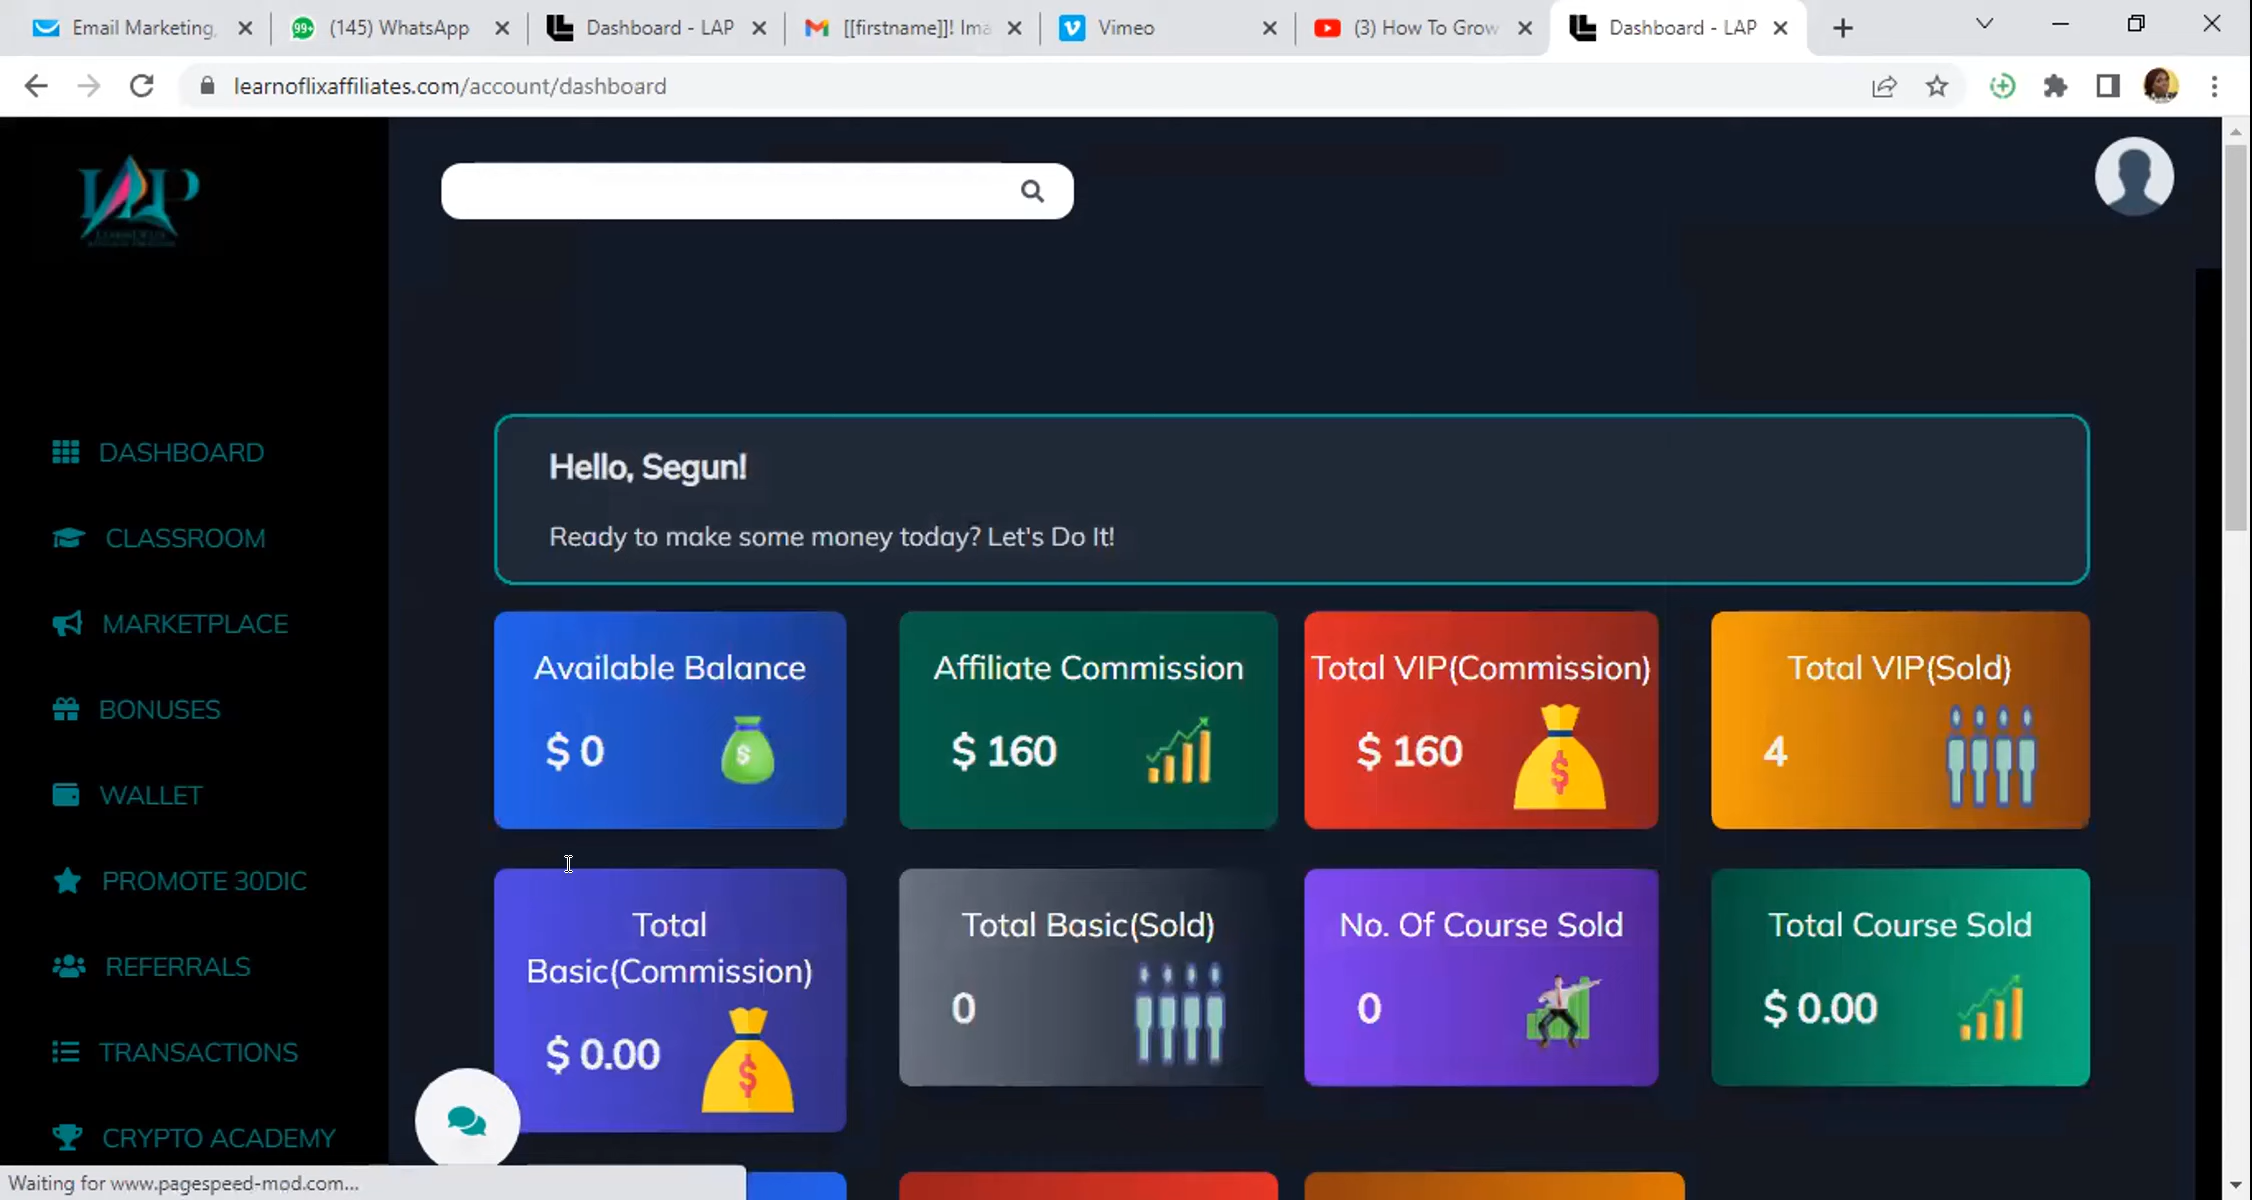 Email Marketing,
(145) WhatsApp
Dashboard - LAP
[[firstname]]! Ima
Vimeo
(3) How To Grow
Dashboard - LAP
learnoflixaffiliates.com/account/dashboard
LAP
DASHBOARD
CLASSROOM
MARKETPLACE
BONUSES
WALLET
PROMOTE 30DIC
REFERRALS
TRANSACTIONS
CRYPTO ACADEMY
Hello, Segun!
Ready to make some money today? Let's Do It!
Available Balance
$ 0
Affiliate Commission
$ 160
Total VIP(Commission)
$ 160
Total VIP(Sold)
4
Total
Basic(Commission)
$ 0.00
Total Basic(Sold)
0
No. Of Course Sold
0
Total Course Sold
$ 0.00
Waiting for www.pagespeed-mod.com...